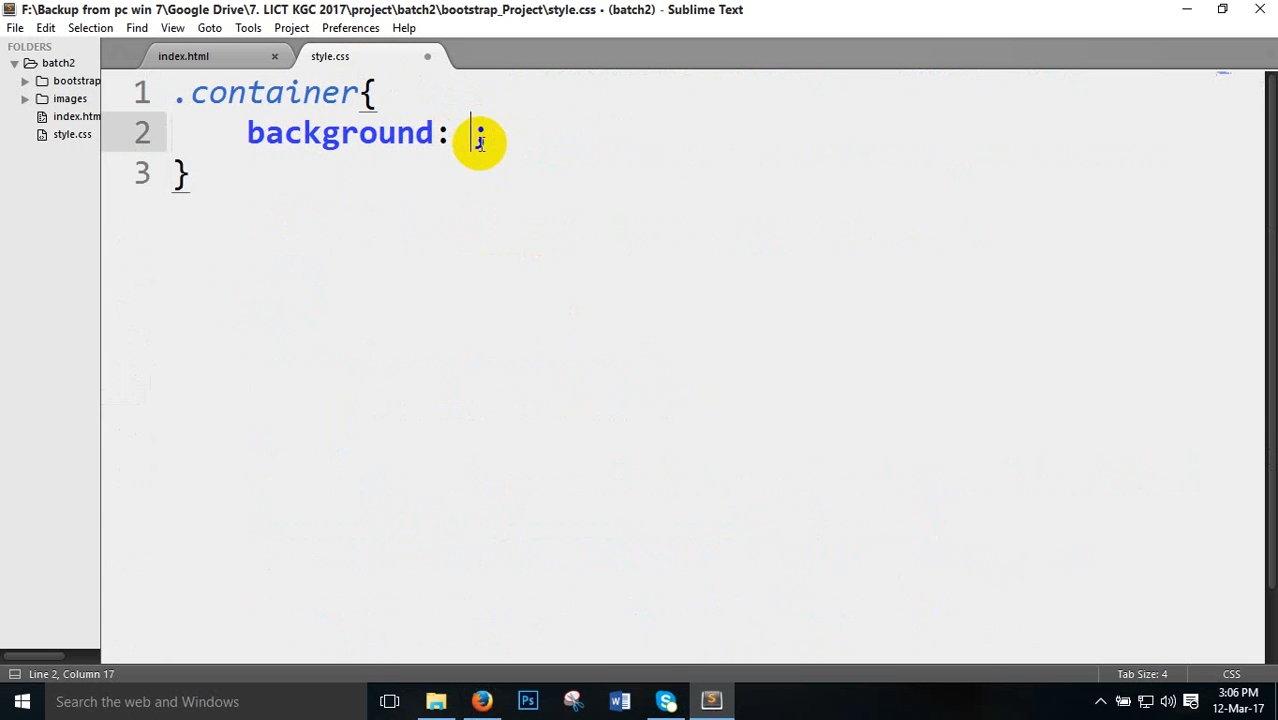 F:\Backup from pc win 7\Google Drive\7. LICT KGC 2017\project\batch2\bootstrap_Project\style.css • (batch2) - Sublime Text
File Edit Selection Find View Goto Tools Project Preferences Help
FOLDERS
batch2
bootstrap
images
index.htm
style.css
index.html ×
style.css
1 .container{
2 background: ;
3 }
Line 2, Column 17
Tab Size: 4
CSS
Search the web and Windows
Ps
3:06 PM
12-Mar-17